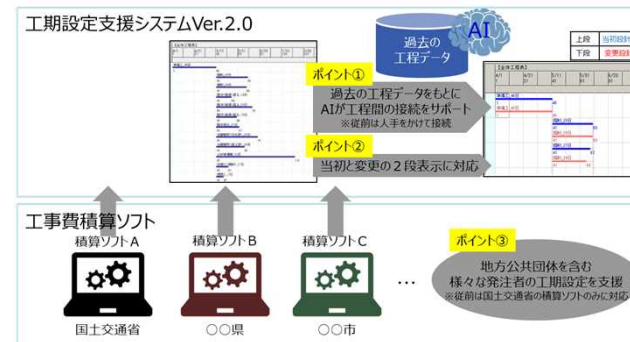 工期設定支援システムVer.2.0
過去の
工程データ
AI
上段 当初設計
下段
ポイント①
過去の工程データをもとに
AIが工程間の接続をサポート
※従前は人手をかけて接続
ポイント②
当初と変更の２段表示に対応
工事費積算ソフト
積算ソフトA
積算ソフトB
積算ソフトC
国土交通省
○○県
○○市
…
ポイント③
地方公共団体を含む
様々な発注者の工期設定を支援
※従前は国土交通省の積算ソフトのみに対応